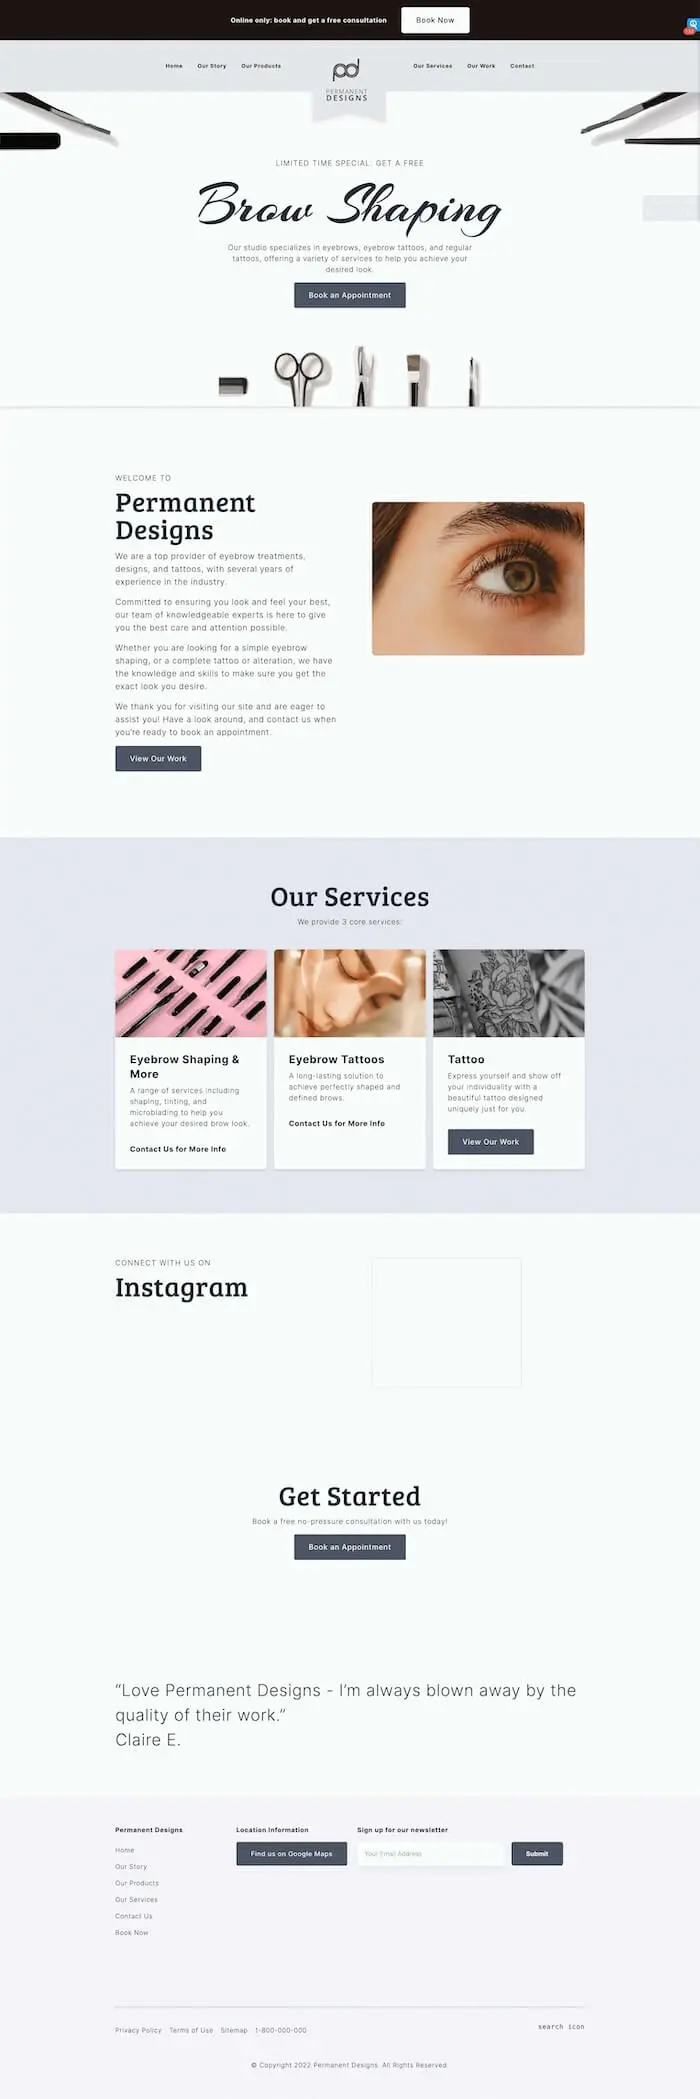 Online only: book and get a free consultation
Book Now
Home
Our Story
Our Products
pd
PERMANENT
DESIGNS
Our Services
Our Work
Contact
LIMITED TIME SPECIAL: GET A FREE
Brow Shaping
Our studio specializes in eyebrows, eyebrow tattoos, and regular
tattoos, offering a variety of services to help you achieve your
desired look.
Book an Appointment
WELCOME TO
Permanent
Designs
We are a top provider of eyebrow treatments,
designs, and tattoos, with several years of
experience in the industry.
Committed to ensuring you look and feel your best,
our team of knowledgeable experts is here to give
you the best care and attention possible.
Whether you are looking for a simple eyebrow
shaping, or a complete tattoo or alteration, we have
the knowledge and skills to make sure you get the
exact look you desire.
We thank you for visiting our site and are eager to
assist you! Have a look around, and contact us when
you're ready to book an appointment.
View Our Work
Our Services
We provide 3 core services:
Eyebrow Shaping &
More
A range of services including
shaping, tinting, and
microblading to help you
achieve your desired brow look.
Contact Us for More Info
Eyebrow Tattoos
A long-lasting solution to
achieve perfectly shaped and
defined brows.
Contact Us for More Info
Tattoo
Express yourself and show off
your individuality with a
beautiful tattoo designed
uniquely just for you.
View Our Work
CONNECT WITH US ON
Instagram
Get Started
Book a free no-pressure consultation with us today!
Book an Appointment
“Love Permanent Designs - I’m always blown away by the
quality of their work.”
Claire E.
Permanent Designs
Home
Our Story
Our Products
Our Services
Contact Us
Book Now
Location Information
Find us on Google Maps
Sign up for our newsletter
Your Email Address
Submit
Privacy Policy
Terms of Use
Sitemap
1-800-000-000
search icon
© Copyright 2022 Permanent Designs. All Rights Reserved.